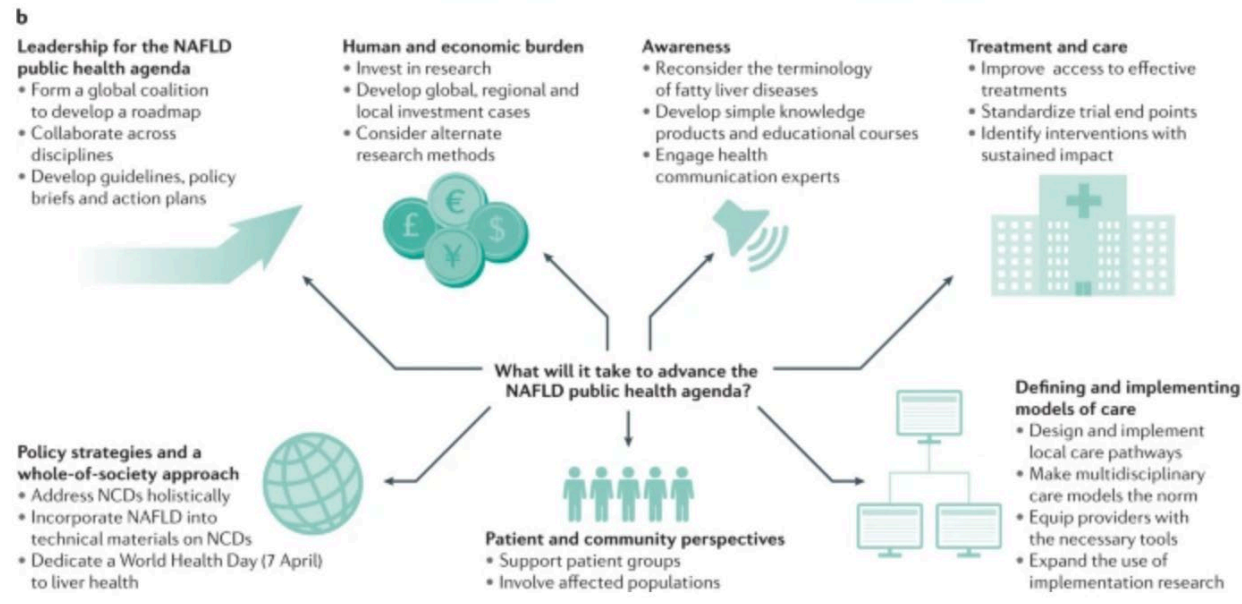 b
Leadership for the NAFLD
public health agenda
• Form a global coalition
to develop a roadmap
• Collaborate across
disciplines
• Develop guidelines, policy
briefs and action plans
Human and economic burden
• Invest in research
• Develop global, regional and
local investment cases
• Consider alternate
research methods
£
€
$
¥
Awareness
• Reconsider the terminology
of fatty liver diseases
• Develop simple knowledge
products and educational courses
• Engage health
communication experts
Treatment and care
• Improve access to effective
treatments
• Standardize trial end points
• Identify interventions with
sustained impact
What will it take to advance the
NAFLD public health agenda?
Policy strategies and a
whole-of-society approach
• Address NCDs holistically
• Incorporate NAFLD into
technical materials on NCDs
• Dedicate a World Health Day (7 April)
to liver health
Patient and community perspectives
• Support patient groups
• Involve affected populations
Defining and implementing
models of care
• Design and implement
local care pathways
• Make multidisciplinary
care models the norm
• Equip providers with
the necessary tools
• Expand the use of
implementation research